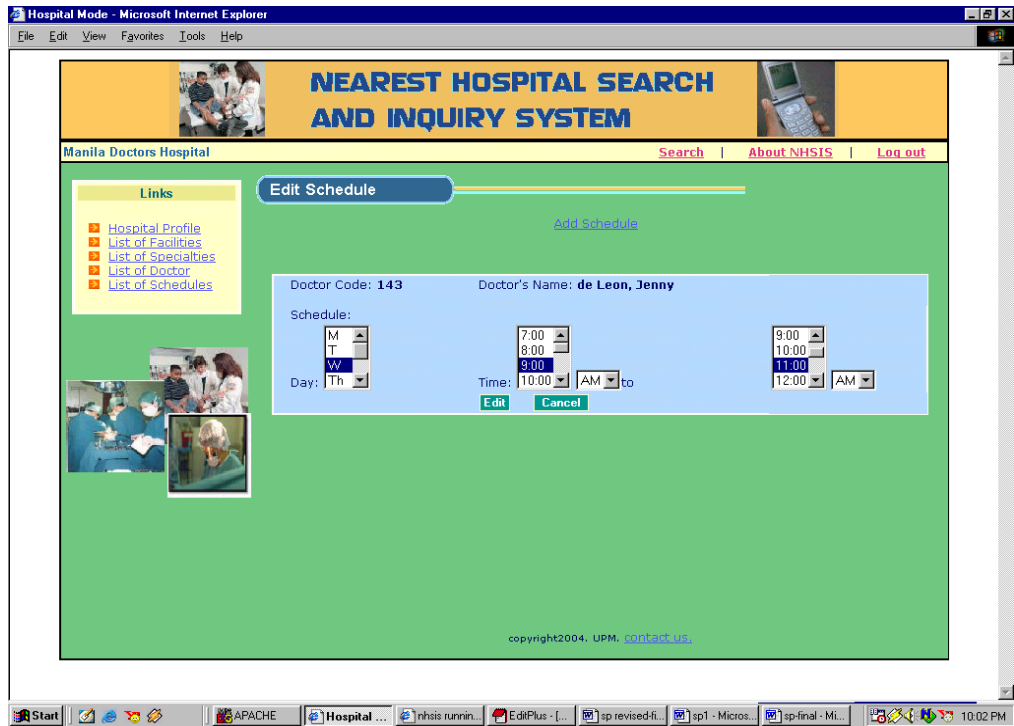 Hospital Mode - Microsoft Internet Explorer
File Edit View Favorites Tools Help
NEAREST HOSPITAL SEARCH
AND INQUIRY SYSTEM
Manila Doctors Hospital
Search | About NHSIS | Log out
Links
Hospital Profile
List of Facilities
List of Specialties
List of Doctor
List of Schedules
Edit Schedule
Add Schedule
Doctor Code: 143 Doctor's Name: de Leon, Jenny
Schedule:
M 7:00 9:00
T 8:00 10:00
W 9:00 11:00
Day: Th Time: 10:00 AM to 12:00 AM
Edit Cancel
copyright2004. UPM. contact us.
Start APACHE Hospital ... nhsis runnin... EditPlus - [... sp revised-fi... sp1 - Micros... sp-final - Mi... 10:02 PM